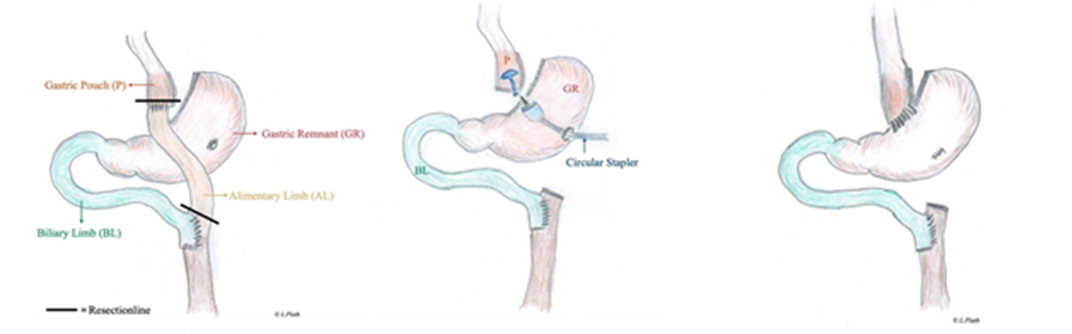 Gastric Pouch (P)
Gastric Remnant (GR)
Alimentary Limb (AL)
Biliary Limb (BL)
= Resectionline
© L.Plath
P
GR
Circular Stapler
BL
© L.Plath